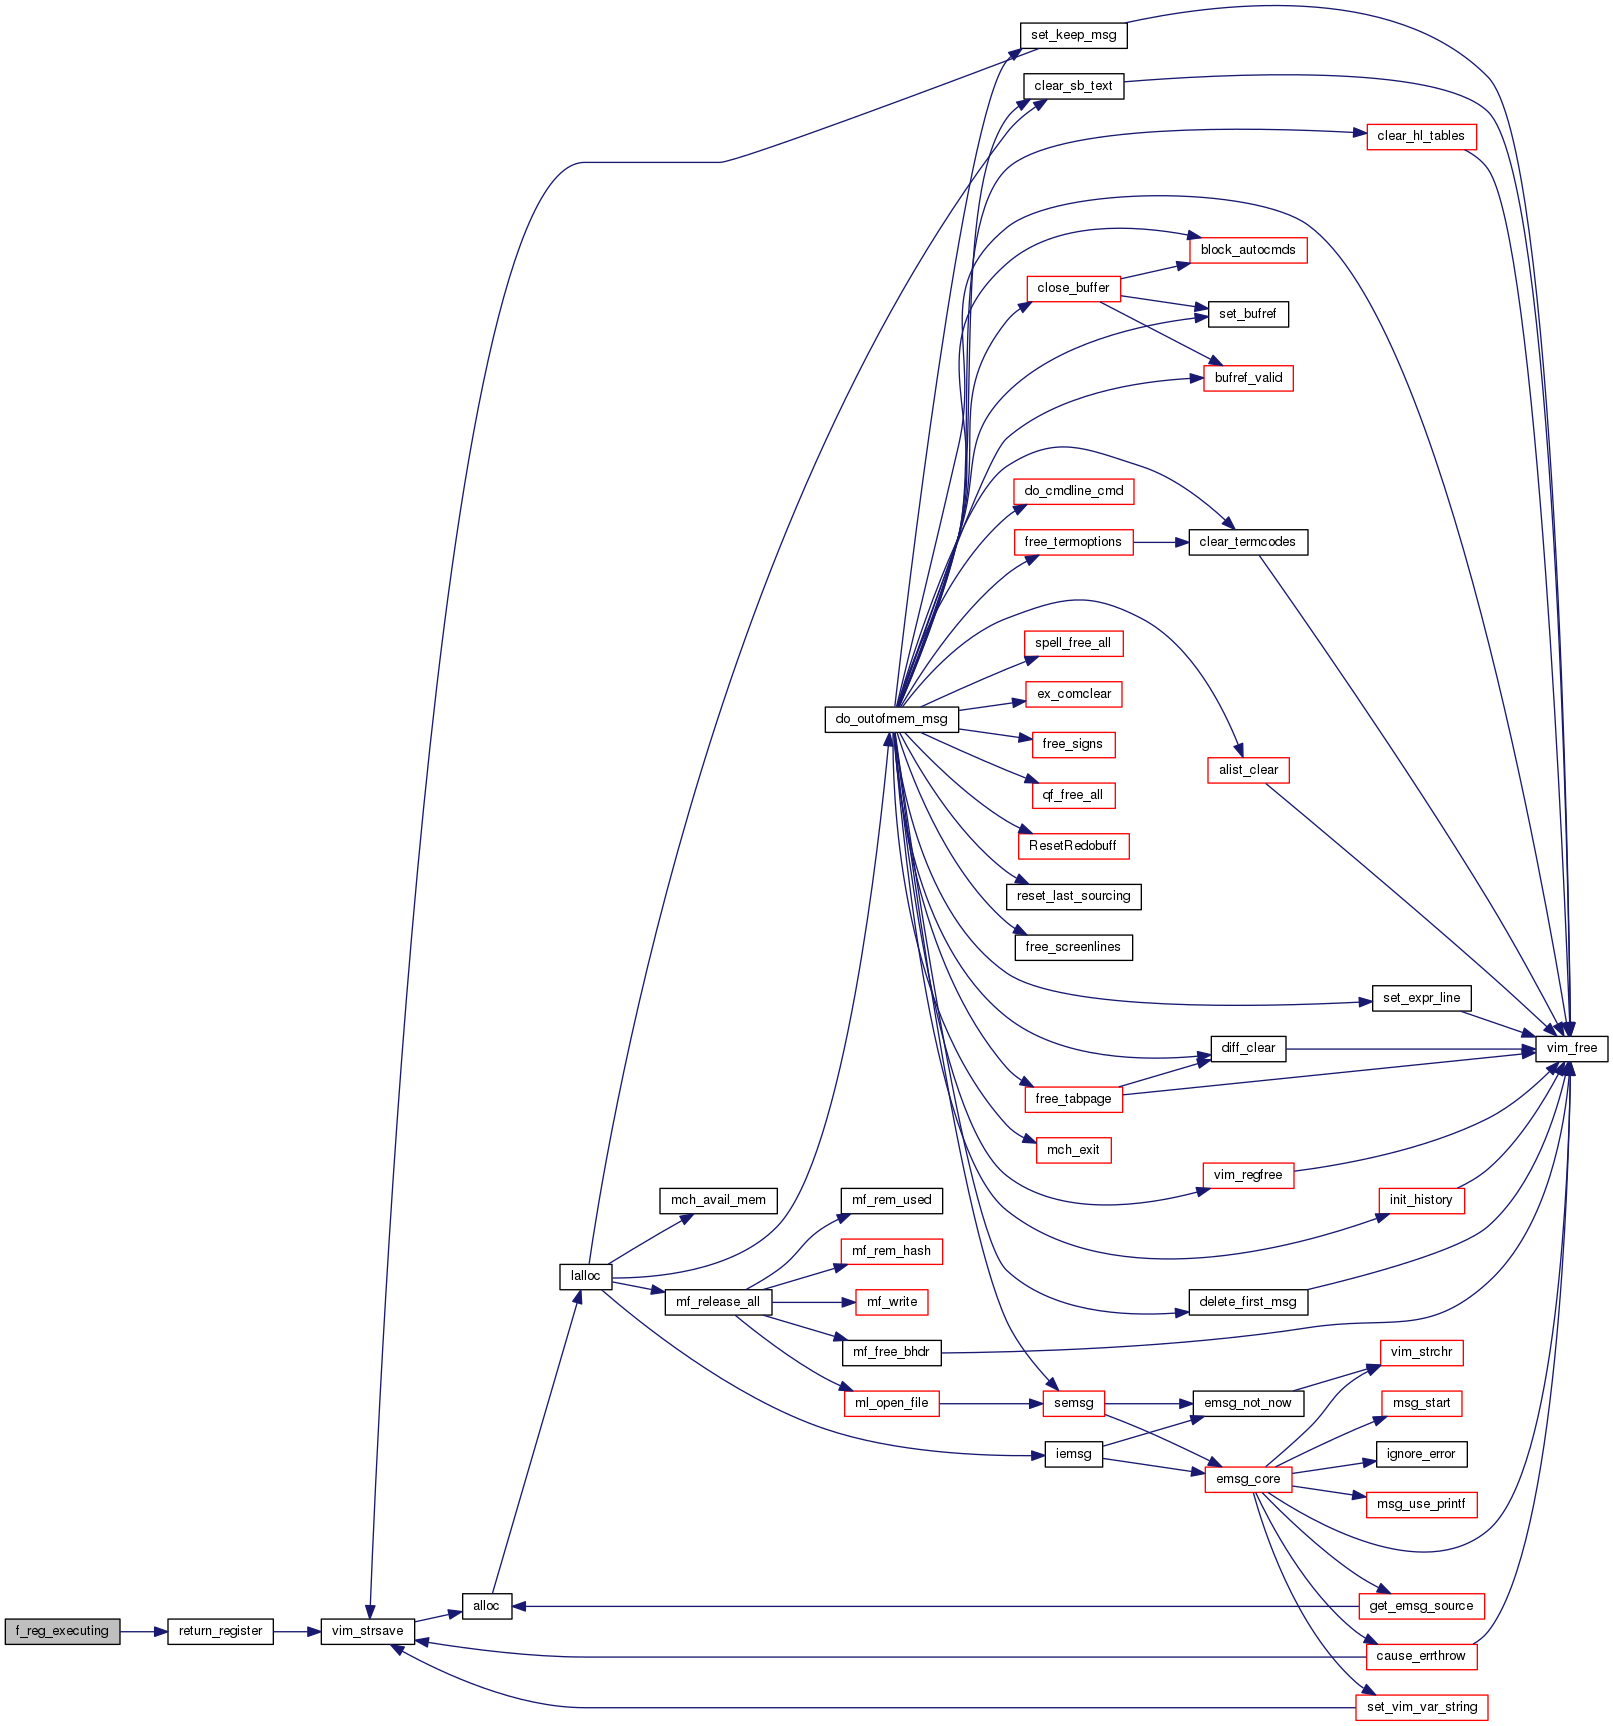 set_keep_msg
clear_sb_text
clear_hl_tables
block_autocmds
close_buffer
set_bufref
bufref_valid
do_cmdline_cmd
free_termoptions
clear_termcodes
spell_free_all
ex_comclear
do_outofmem_msg
free_signs
alist_clear
qf_free_all
ResetRedobuff
reset_last_sourcing
free_screenlines
set_expr_line
diff_clear
vim_free
free_tabpage
mch_exit
vim_regfree
mch_avail_mem
mf_rem_used
init_history
mf_rem_hash
lalloc
mf_release_all
mf_write
delete_first_msg
mf_free_bhdr
vim_strchr
ml_open_file
semsg
emsg_not_now
msg_start
iemsg
ignore_error
emsg_core
msg_use_printf
alloc
get_emsg_source
f_reg_executing
return_register
vim_strsave
cause_errthrow
set_vim_var_string